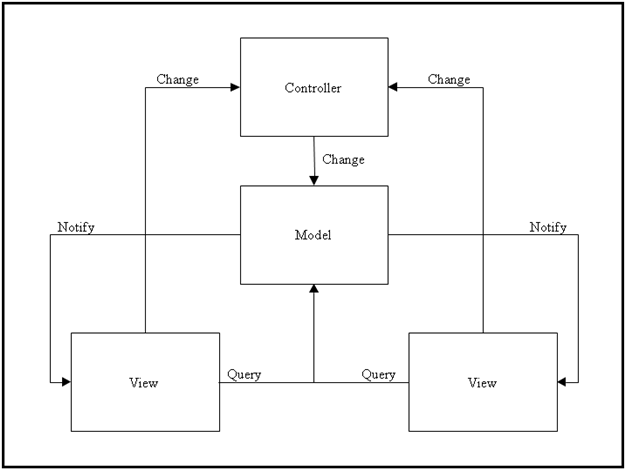 Change
Change
Controller
Change
Notify
Model
Notify
Query
Query
View
View